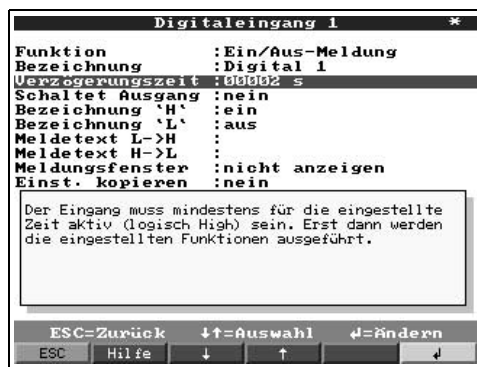 Digitaleingang 1 *
Funktion :Ein/Aus-Meldung
Bezeichnung :Digital 1
Verzögerungszeit :00002 s
Schaltet Ausgang :nein
Bezeichnung 'H' :ein
Bezeichnung 'L' :aus
Meldetext L->H :
Meldetext H->L :
Meldungsfenster :nicht anzeigen
Einst. kopieren :nein
Der Eingang muss mindestens für die eingestellte
Zeit aktiv (logisch High) sein. Erst dann werden
die eingestellten Funktionen ausgeführt.
ESC=Zurück ↓↑=Auswahl ↲=Ändern
ESC Hilfe ↓ ↑ ↲